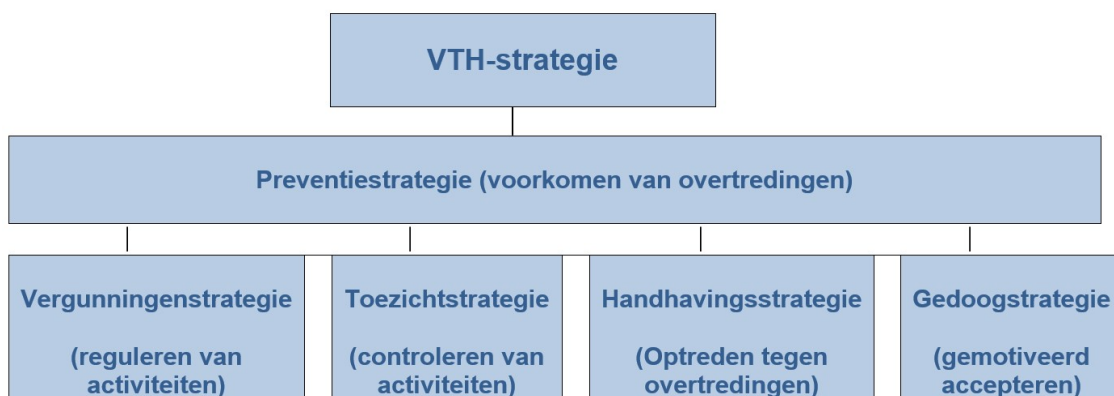 VTH-strategie
Preventiestrategie (voorkomen van overtredingen)
Vergunningenstrategie
(reguleren van
activiteiten)
Toezichtstrategie
(controleren van
activiteiten)
Handhavingsstrategie
(Optreden tegen
overtredingen)
Gedoogstrategie
(gemotiveerd
accepteren)